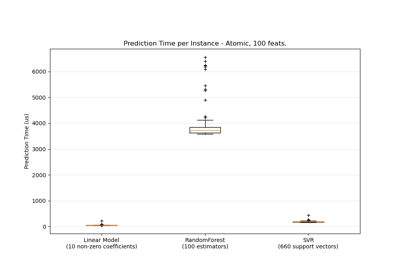 Prediction Time per Instance - Atomic, 100 feats.
6000
5000
4000
3000
2000
1000
0
Prediction Time (us)
Linear Model
(10 non-zero coefficients)
RandomForest
(100 estimators)
SVR
(660 support vectors)